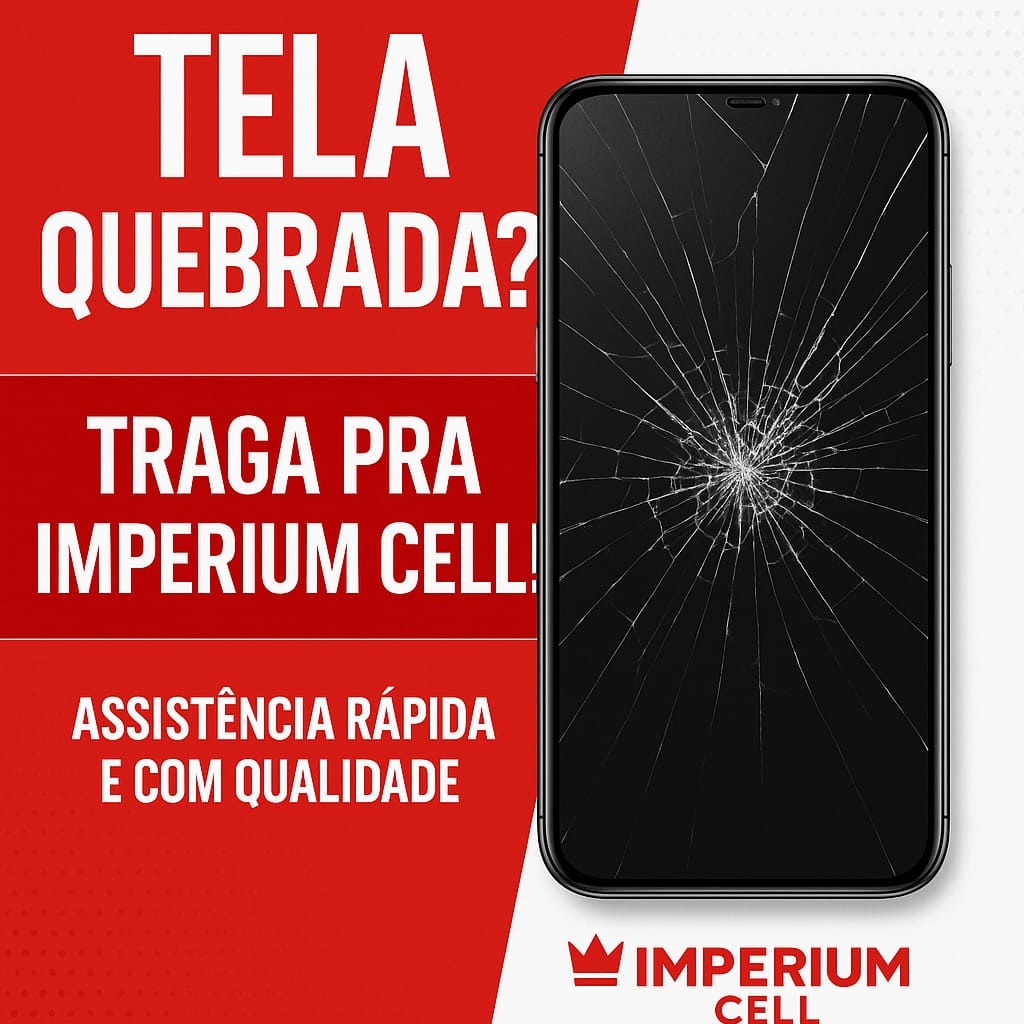 TELA
QUEBRADA?
TRAGA PRA
IMPERIUM CELL!
ASSISTÊNCIA RÁPIDA
E COM QUALIDADE
IMPERIUM
CELL